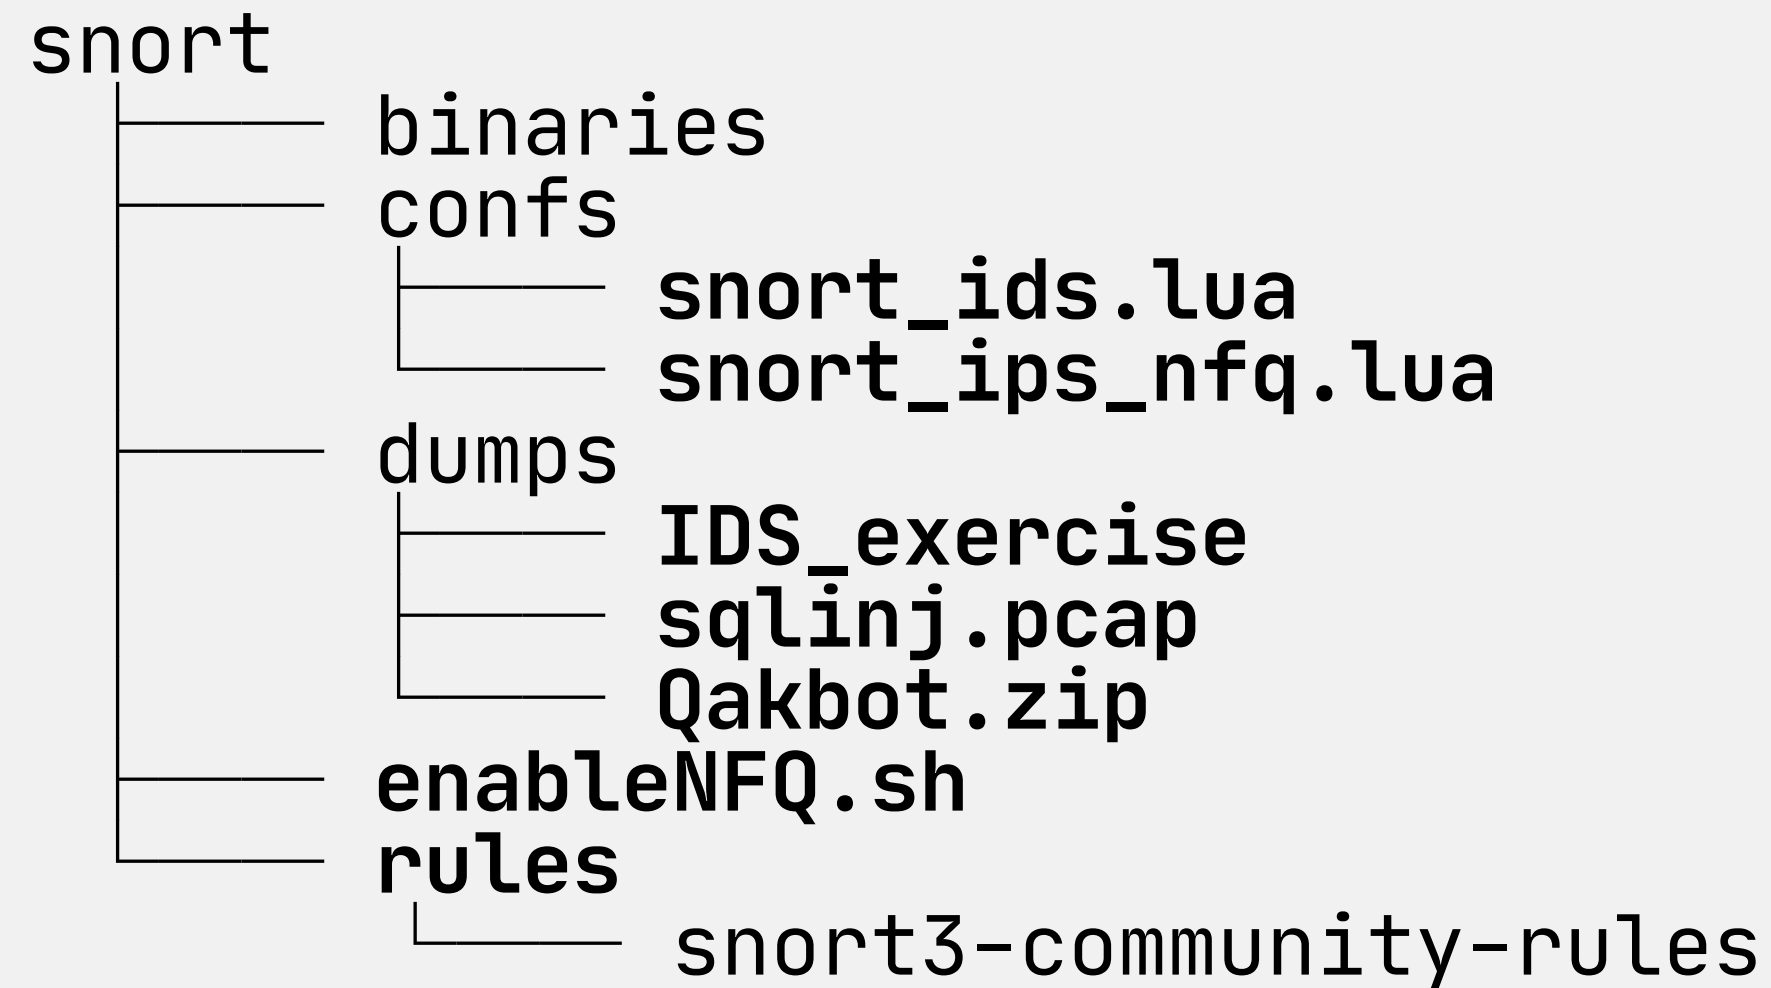 snort
binaries
confs
snort_ids.lua
snort_ips_nfq.lua
dumps
IDS_exercise
sqlinj.pcap
Qakbot.zip
enableNFQ.sh
rules
snort3-community-rules